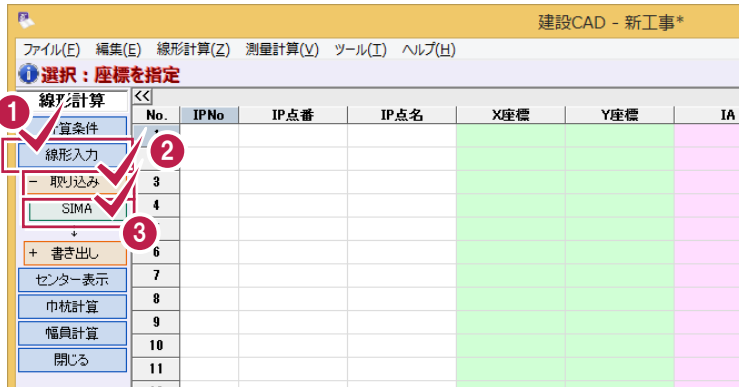 建設CAD - 新工事*
ファイル(F) 編集(E) 線形計算(Z) 測量計算(V) ツール(T) ヘルプ(H)
選択：座標を指定
線形計算
<<
No. IPNo IP点番 IP点名 X座標 Y座標 IA
1
計算条件
2
線形入力
- 取り込み
3
SIMA
4
3
↓
+ 書き出し
6
センター表示
7
巾杭計算
8
幅員計算
9
閉じる
10
11